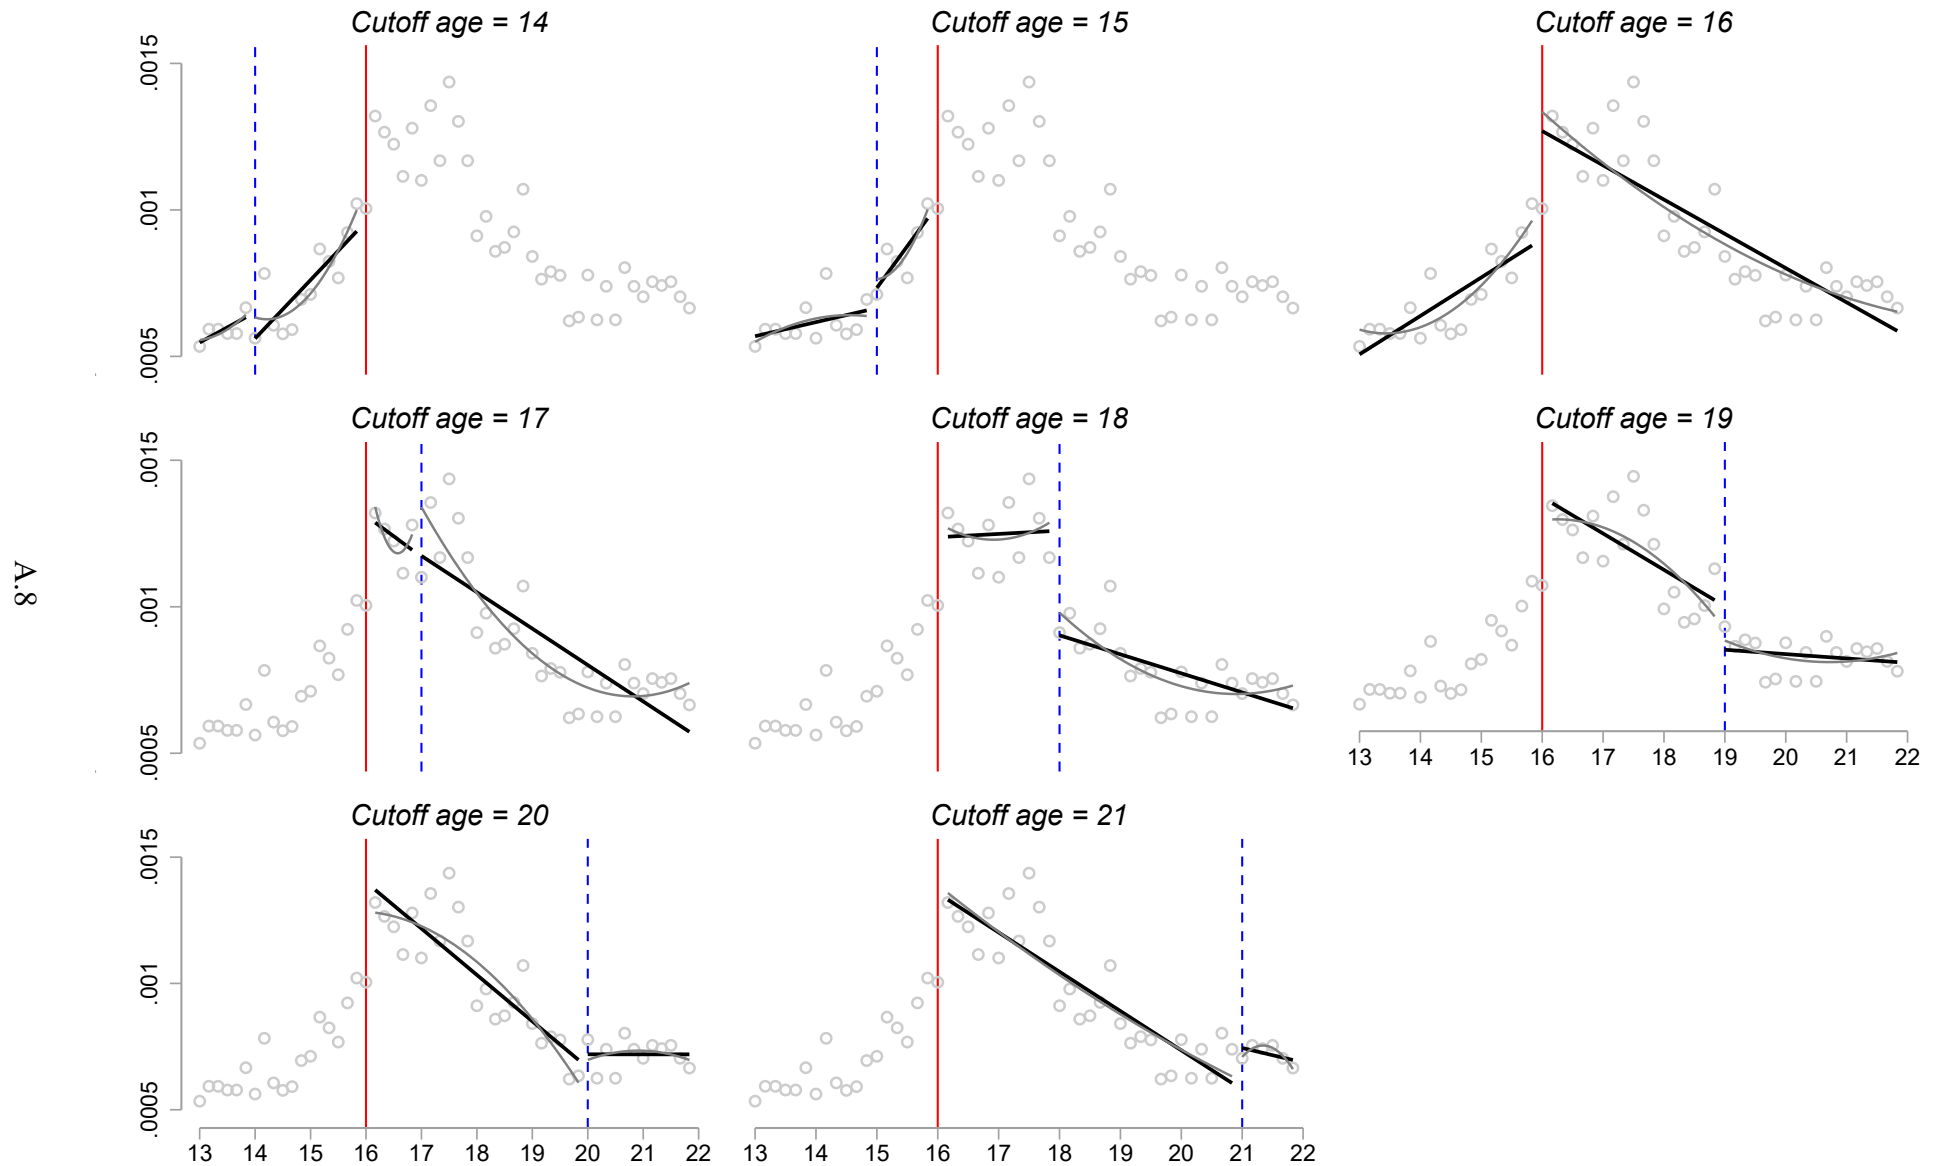 Cutoff age = 14
Cutoff age = 15
Cutoff age = 16
.0015
.001
.0005
Cutoff age = 17
Cutoff age = 18
Cutoff age = 19
.0015
.001
.0005
13 14 15 16 17 18 19 20 21 22
A.8
Cutoff age = 20
Cutoff age = 21
.0015
.001
.0005
13 14 15 16 17 18 19 20 21 22
13 14 15 16 17 18 19 20 21 22